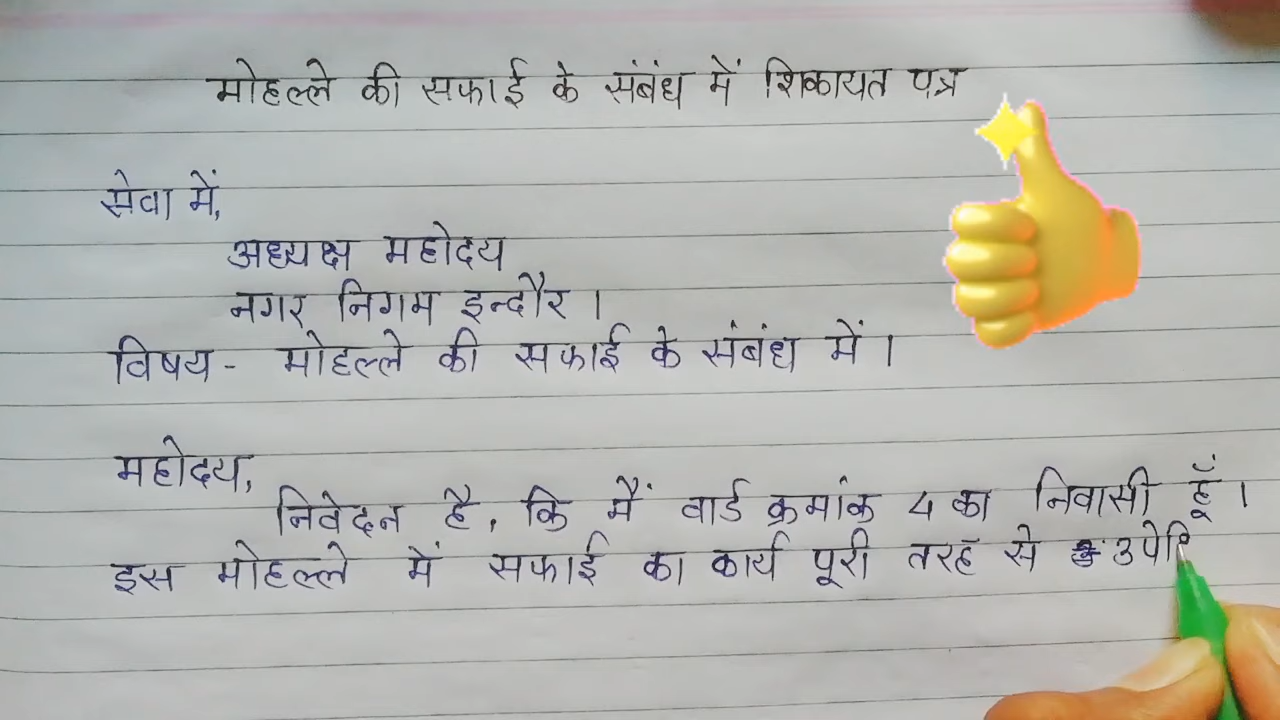 मोहल्ले की सफाई के संबंध में शिकायत पत्र
सेवा में,
अध्यक्ष महोदय
नगर निगम इन्दौर ।
विषय - मोहल्ले की सफाई के संबंध में ।
महोदय,
निवेदन है, कि मैं वार्ड क्रमांक 4 का निवासी हूँ ।
इस मोहल्ले में सफाई का कार्य पूरी तरह से